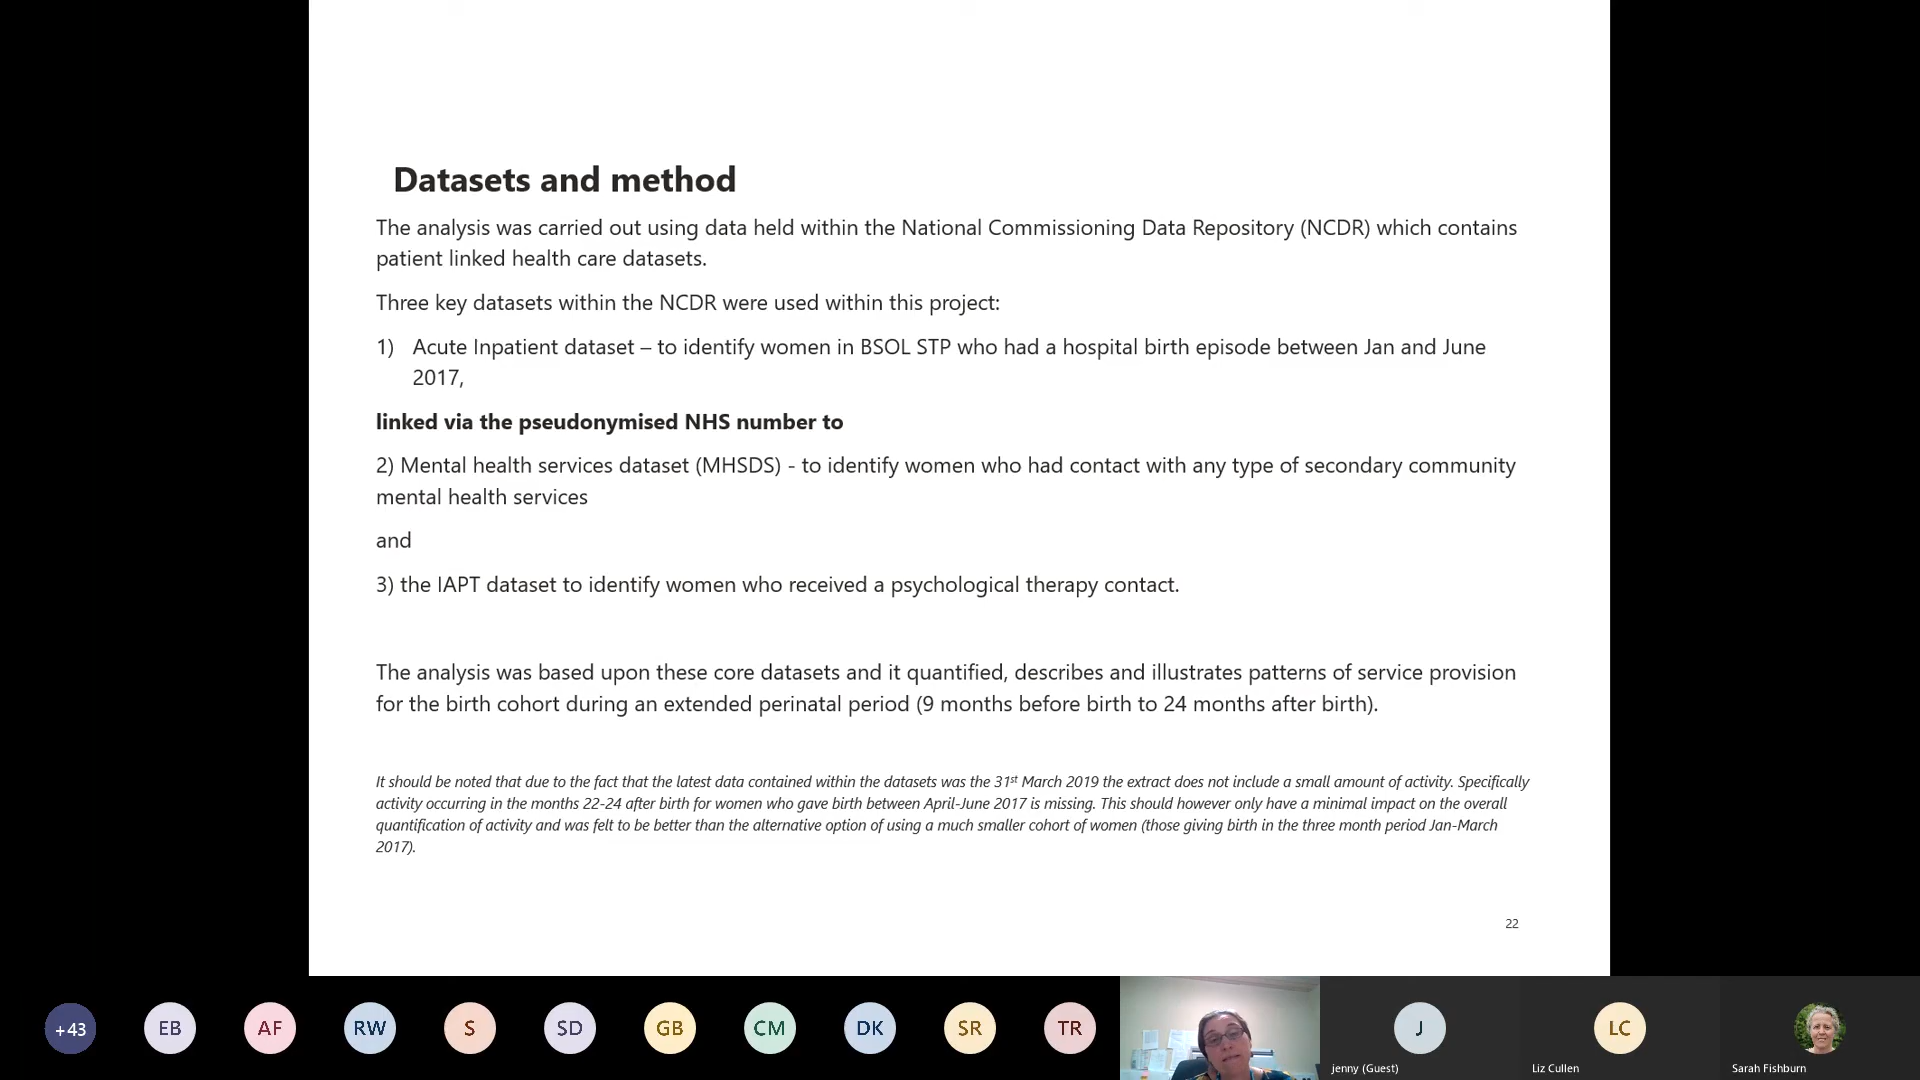 Datasets and method
The analysis was carried out using data held within the National Commissioning Data Repository (NCDR) which contains
patient linked health care datasets.
Three key datasets within the NCDR were used within this project:
1) Acute Inpatient dataset – to identify women in BSOL STP who had a hospital birth episode between Jan and June
2017,
linked via the pseudonymised NHS number to
2) Mental health services dataset (MHSDS) - to identify women who had contact with any type of secondary community
mental health services
and
3) the IAPT dataset to identify women who received a psychological therapy contact.
The analysis was based upon these core datasets and it quantified, describes and illustrates patterns of service provision
for the birth cohort during an extended perinatal period (9 months before birth to 24 months after birth).
It should be noted that due to the fact that the latest data contained within the datasets was the 31st March 2019 the extract does not include a small amount of activity. Specifically
activity occurring in the months 22-24 after birth for women who gave birth between April-June 2017 is missing. This should however only have a minimal impact on the overall
quantification of activity and was felt to be better than the alternative option of using a much smaller cohort of women (those giving birth in the three month period Jan-March
2017).
22
+43 EB AF RW S SD GB CM DK SR TR J LC
jenny (Guest) Liz Cullen Sarah Fishburn